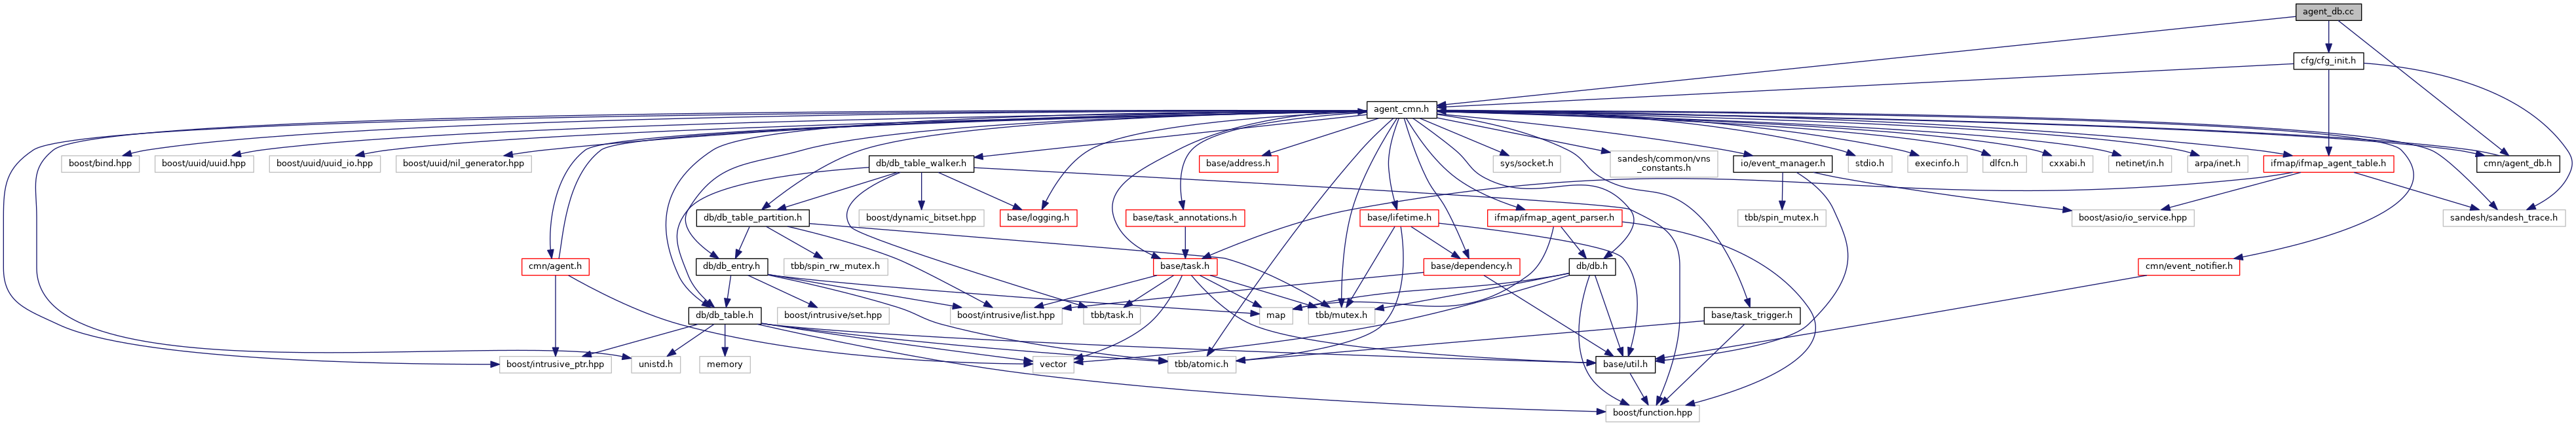 agent_db.cc
cfg/cfg_init.h
agent_cmn.h
boost/bind.hpp
boost/uuid/uuid.hpp
boost/uuid/uuid_io.hpp
boost/uuid/nil_generator.hpp
db/db_table_walker.h
base/address.h
sys/socket.h
sandesh/common/vns
_constants.h
io/event_manager.h
stdio.h
execinfo.h
dlfcn.h
cxxabi.h
netinet/in.h
arpa/inet.h
ifmap/ifmap_agent_table.h
cmn/agent_db.h
db/db_table_partition.h
boost/dynamic_bitset.hpp
base/logging.h
base/task_annotations.h
base/lifetime.h
ifmap/ifmap_agent_parser.h
tbb/spin_mutex.h
boost/asio/io_service.hpp
sandesh/sandesh_trace.h
cmn/agent.h
db/db_entry.h
tbb/spin_rw_mutex.h
base/task.h
base/dependency.h
db/db.h
cmn/event_notifier.h
db/db_table.h
boost/intrusive/set.hpp
boost/intrusive/list.hpp
tbb/task.h
map
tbb/mutex.h
base/task_trigger.h
boost/intrusive_ptr.hpp
unistd.h
memory
vector
tbb/atomic.h
base/util.h
boost/function.hpp